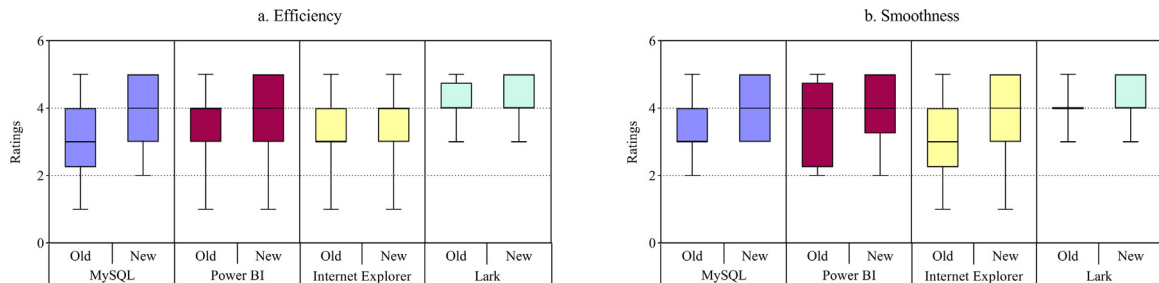 a. Efficiency
Ratings
6
4
2
0
Old New Old New Old New Old New
MySQL Power BI Internet Explorer Lark
b. Smoothness
Ratings
6
4
2
0
Old New Old New Old New Old New
MySQL Power BI Internet Explorer Lark